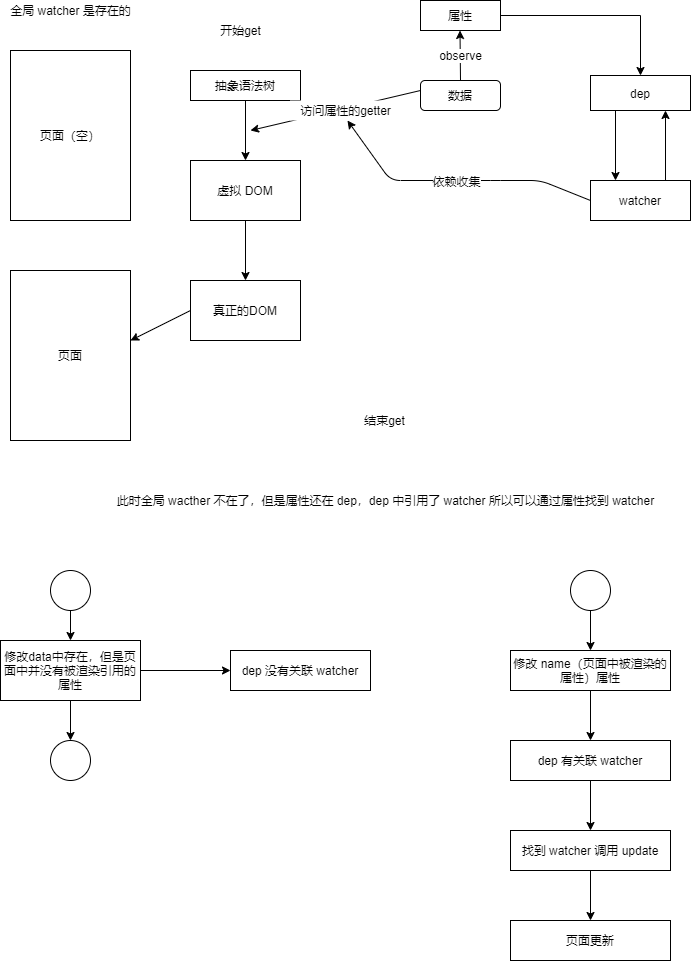 全局 watcher 是存在的
属性
开始get
observe
抽象语法树
数据
dep
访问属性的getter
页面（空）
依赖收集
虚拟 DOM
watcher
真正的DOM
页面
结束get
此时全局 wacther 不在了，但是属性还在 dep，dep 中引用了 watcher 所以可以通过属性找到 watcher
修改data中存在，但是页
面中并没有被渲染引用的
属性
dep 没有关联 watcher
修改 name（页面中被渲染的
属性）属性
dep 有关联 watcher
找到 watcher 调用 update
页面更新